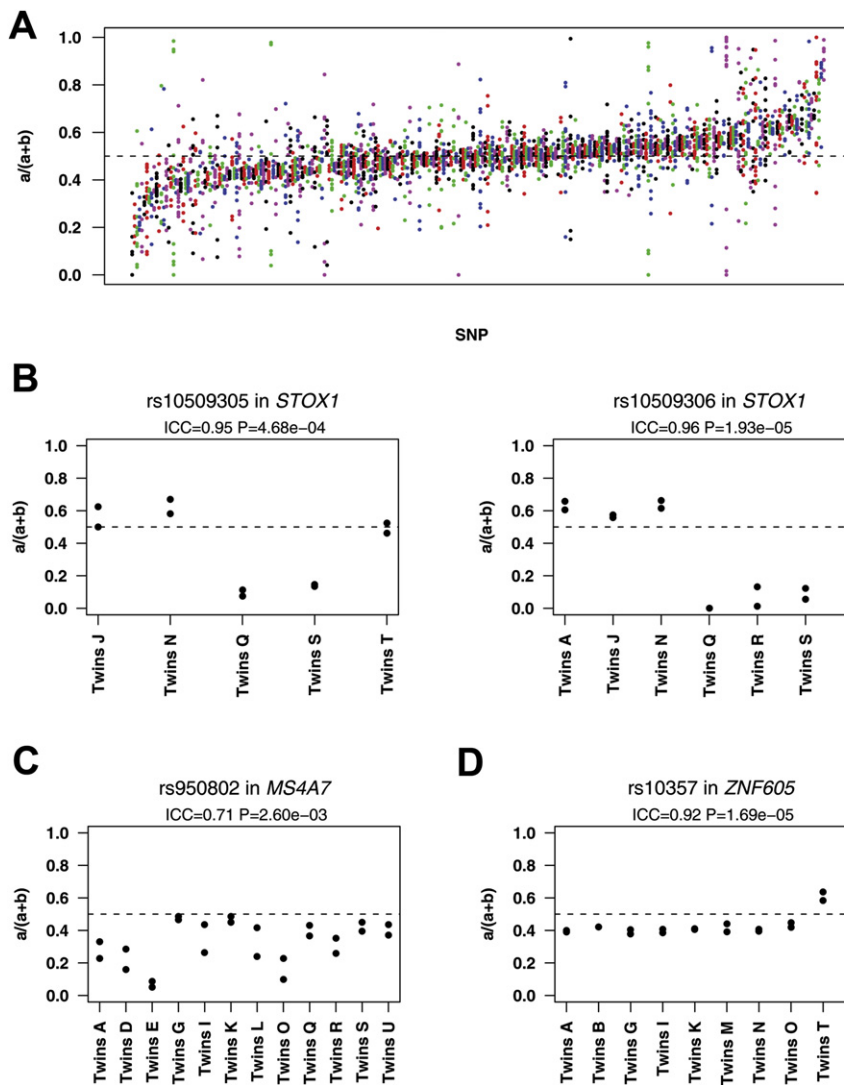 A
1.0
0.8
0.6
0.4
0.2
0.0
a/(a+b)
SNP
B
rs10509305 in STOX1
ICC=0.95 P=4.68e−04
1.0
0.8
0.6
0.4
0.2
0.0
a/(a+b)
Twins J
Twins N
Twins Q
Twins S
Twins T
rs10509306 in STOX1
ICC=0.96 P=1.93e−05
1.0
0.8
0.6
0.4
0.2
0.0
a/(a+b)
Twins A
Twins J
Twins N
Twins Q
Twins R
Twins S
C
rs950802 in MS4A7
ICC=0.71 P=2.60e−03
1.0
0.8
0.6
0.4
0.2
0.0
a/(a+b)
Twins A
Twins D
Twins E
Twins G
Twins I
Twins K
Twins L
Twins O
Twins Q
Twins R
Twins S
Twins U
D
rs10357 in ZNF605
ICC=0.92 P=1.69e−05
1.0
0.8
0.6
0.4
0.2
0.0
a/(a+b)
Twins A
Twins B
Twins G
Twins I
Twins K
Twins M
Twins N
Twins O
Twins T